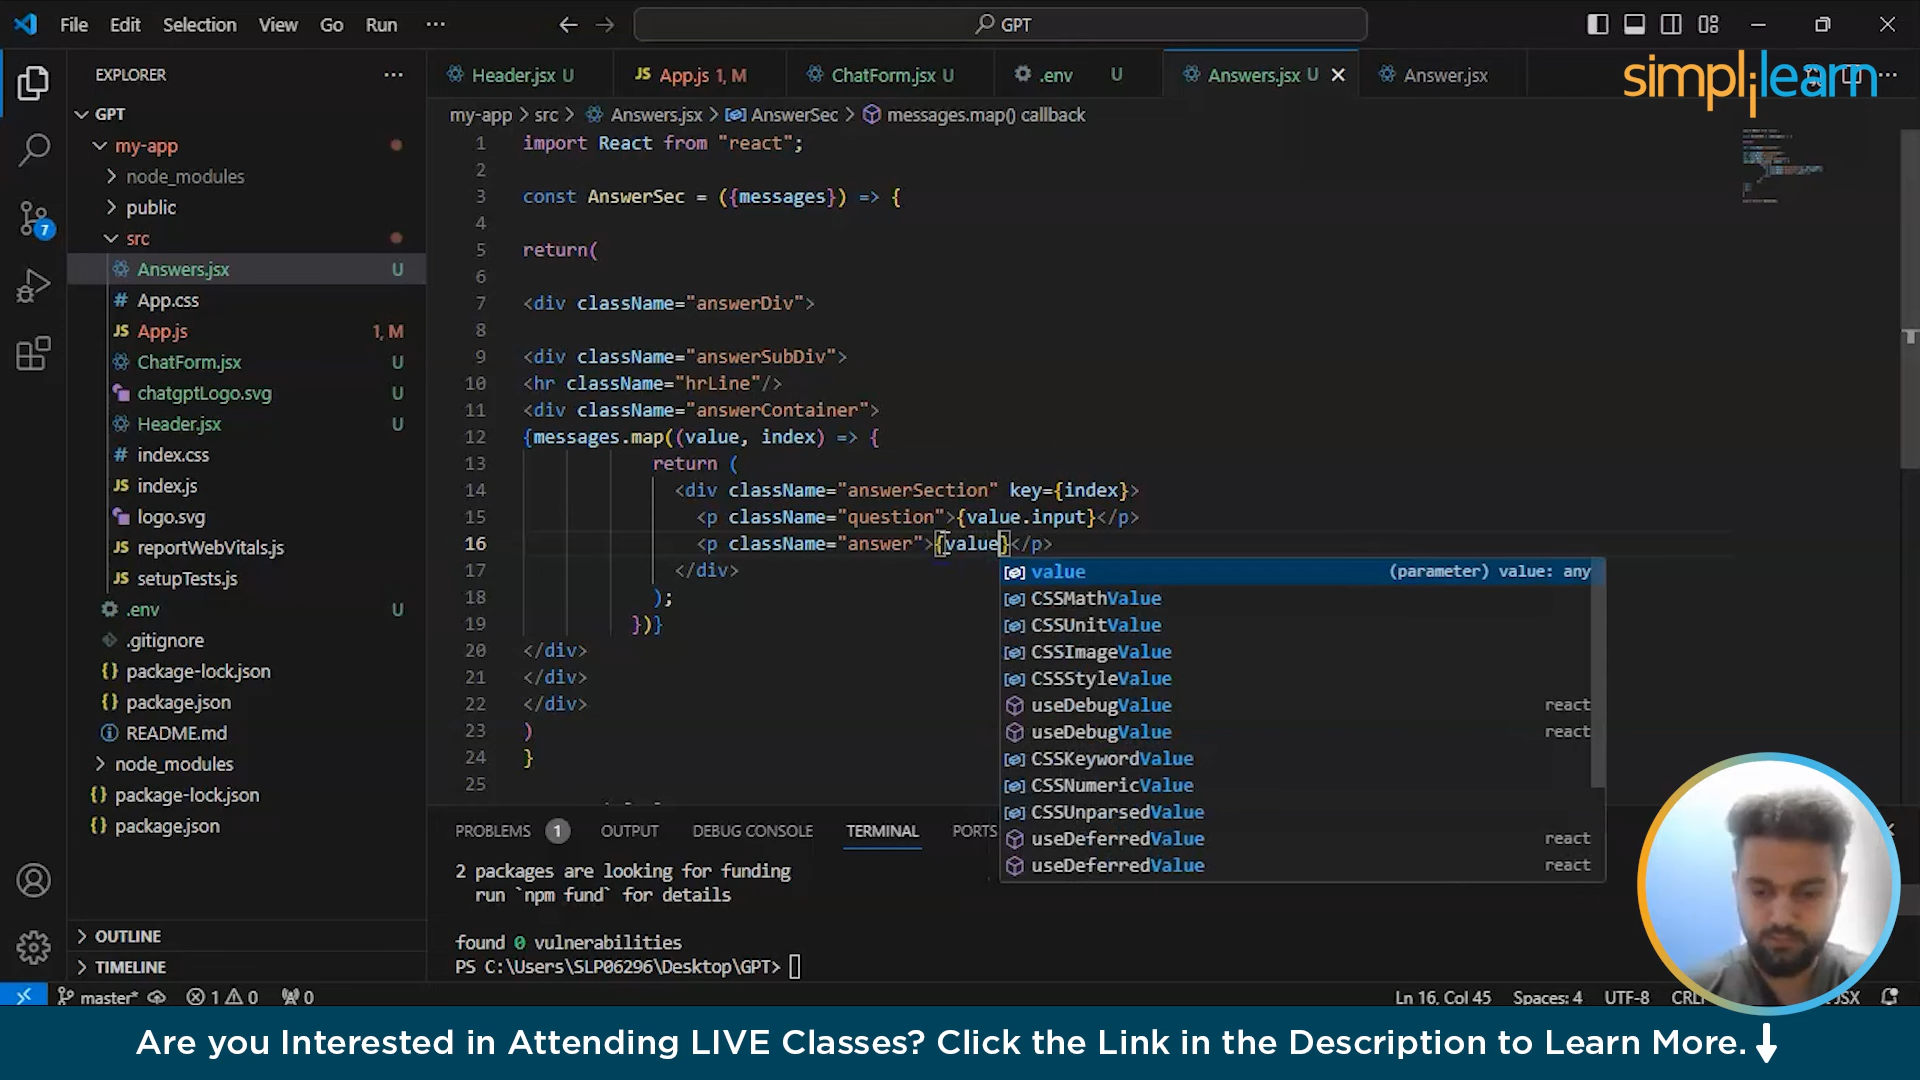 File Edit Selection View Go Run ··· GPT
EXPLORER ···
Header.jsx U
JS App.js 1, M
ChatForm.jsx U
.env U
Answers.jsx U
Answer.jsx
simplilearn
my-app > src > Answers.jsx > AnswerSec > messages.map() callback
GPT
my-app
node_modules
public
src
Answers.jsx U
# App.css
JS App.js 1, M
ChatForm.jsx U
chatgptLogo.svg U
Header.jsx U
# index.css
JS index.js
logo.svg
JS reportWebVitals.js
JS setupTests.js
.env U
.gitignore
{} package-lock.json
{} package.json
README.md
node_modules
{} package-lock.json
{} package.json
OUTLINE
TIMELINE
7
1 import React from "react";
2
3 const AnswerSec = ({messages}) => {
4
5 return(
6
7 <div className="answerDiv">
8
9 <div className="answerSubDiv">
10 <hr className="hrLine"/>
11 <div className="answerContainer">
12 {messages.map((value, index) => {
13 return (
14 <div className="answerSection" key={index}>
15 <p className="question">{value.input}</p>
16 <p className="answer">{value}</p>
17 </div>
18 );
19 })}
20 </div>
21 </div>
22 </div>
23 )
24 }
25
value (parameter) value: any
CSSMathValue
CSSUnitValue
CSSImageValue
CSSStyleValue
useDebugValue react
useDebugValue react
CSSKeywordValue
CSSNumericValue
CSSUnparsedValue
useDeferredValue react
useDeferredValue react
PROBLEMS 1 OUTPUT DEBUG CONSOLE TERMINAL PORTS
2 packages are looking for funding
run `npm fund` for details
found 0 vulnerabilities
PS C:\Users\SLP06296\Desktop\GPT>
master* 1 0 0 Ln 16, Col 45 Spaces: 4 UTF-8
Are you Interested in Attending LIVE Classes? Click the Link in the Description to Learn More.